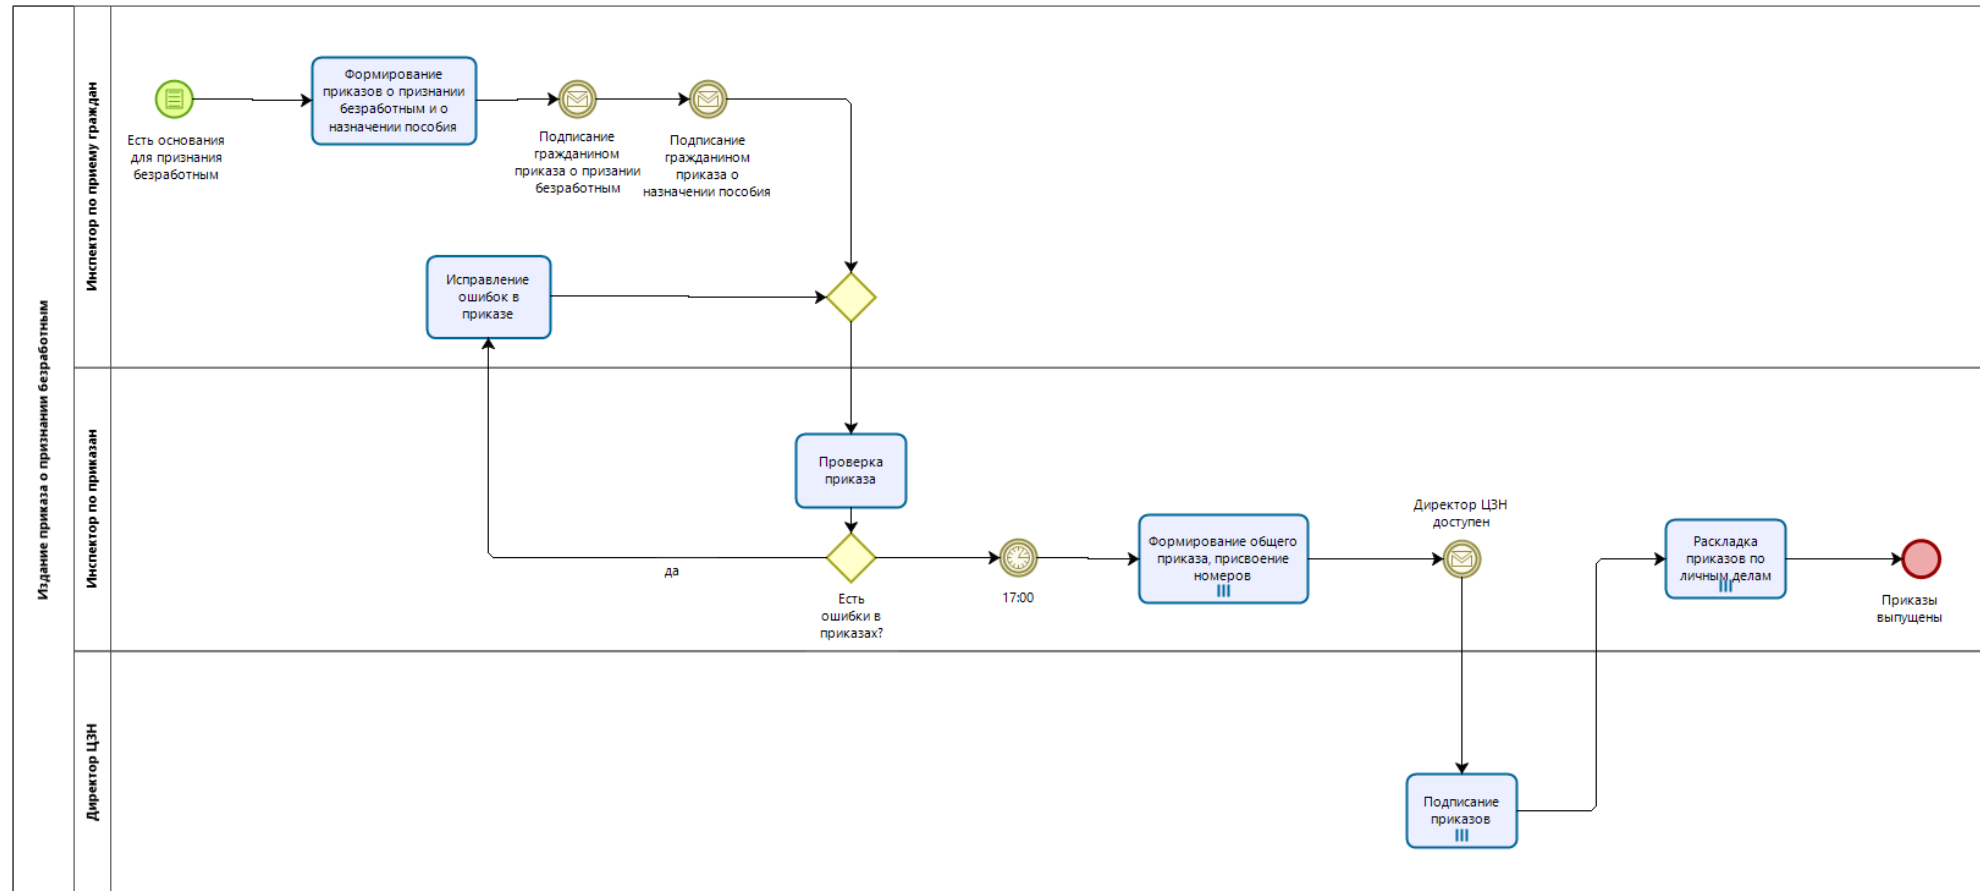 Издание приказа о признании безработным
Инспектор по приему граждан
Есть основания
для признания
безработным
Формирование
приказов о признании
безработным и о
назначении пособия
Подписание
гражданином
приказа о призании
безработным
Подписание
гражданином
приказа о
назначении пособия
Исправление
ошибок в
приказе
Инспектор по приказан
Проверка
приказа
да
Есть
ошибки в
приказах?
17:00
Формирование общего
приказа, присвоение
номеров
Директор ЦЗН
доступен
Раскладка
приказов по
личным делам
Приказы
выпущены
Директор ЦЗН
Подписание
приказов